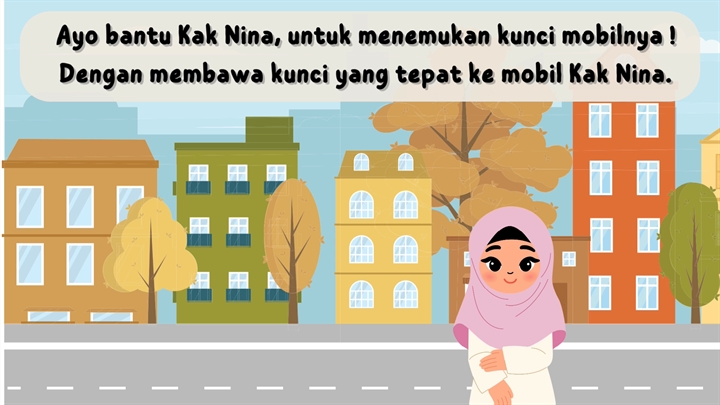 Ayo bantu Kak Nina, untuk menemukan kunci mobilnya !
Dengan membawa kunci yang tepat ke mobil Kak Nina.